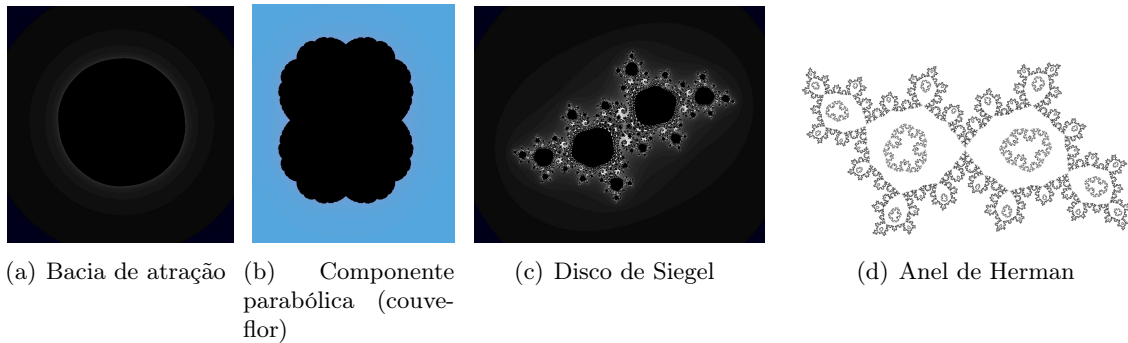 (a) Bacia de atração
(b) Componente
parabólica (couve-
flor)
(c) Disco de Siegel
(d) Anel de Herman